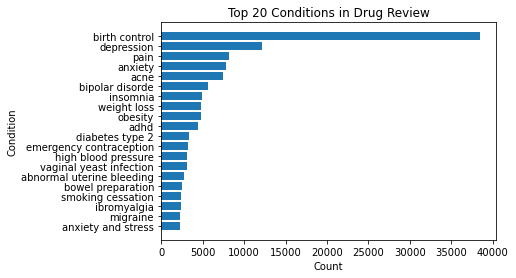 Top 20 Conditions in Drug Review
Condition
birth control
depression
pain
anxiety
acne
bipolar disorde
insomnia
weight loss
obesity
adhd
diabetes type 2
emergency contraception
high blood pressure
vaginal yeast infection
abnormal uterine bleeding
bowel preparation
smoking cessation
ibromyalgia
migraine
anxiety and stress
0 5000 10000 15000 20000 25000 30000 35000 40000
Count